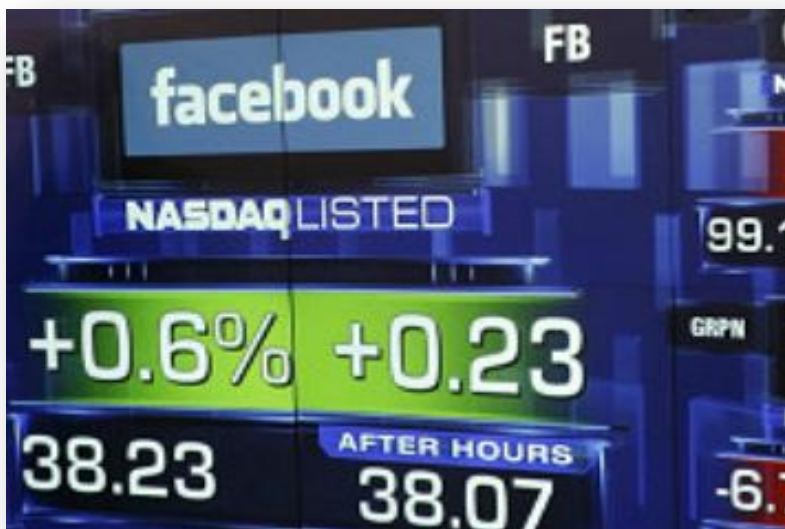 FB
facebook
FB
NASDAQ LISTED
99.1
+0.6% +0.23
GRPN
38.23
AFTER HOURS
38.07
-6.